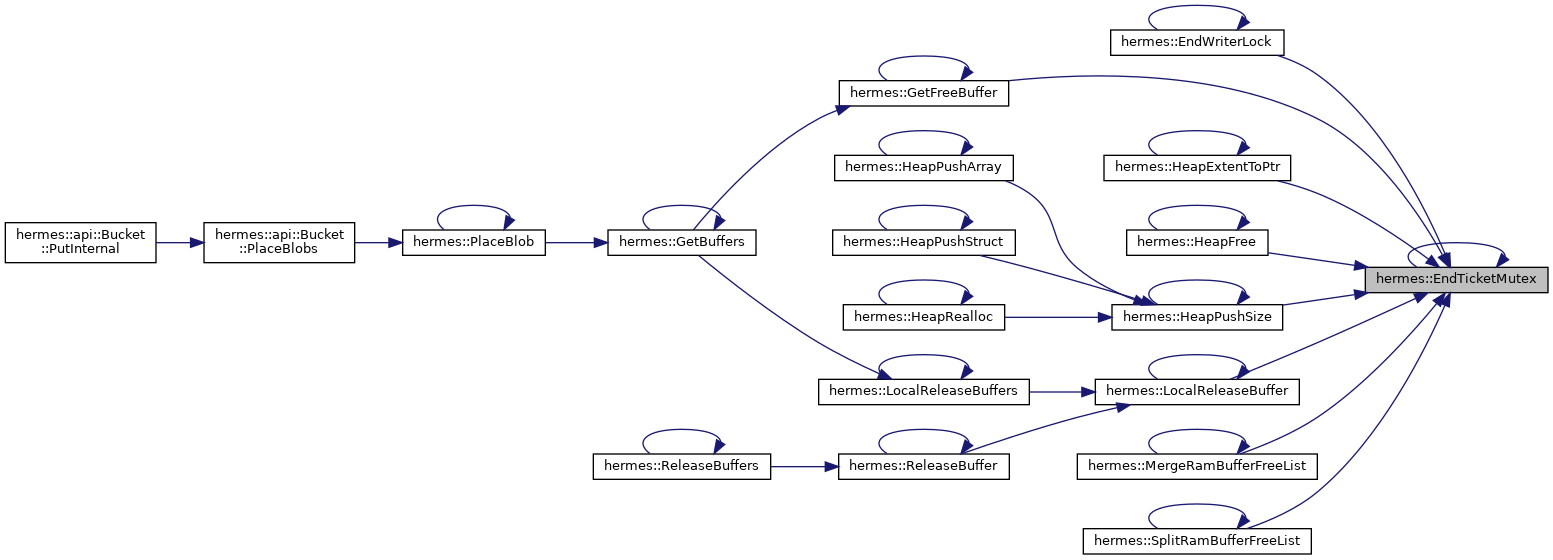 hermes::EndWriterLock
hermes::GetFreeBuffer
hermes::HeapPushArray
hermes::HeapExtentToPtr
hermes::api::Bucket
::PutInternal
hermes::api::Bucket
::PlaceBlobs
hermes::PlaceBlob
hermes::GetBuffers
hermes::HeapPushStruct
hermes::HeapFree
hermes::EndTicketMutex
hermes::HeapRealloc
hermes::HeapPushSize
hermes::LocalReleaseBuffers
hermes::LocalReleaseBuffer
hermes::ReleaseBuffers
hermes::ReleaseBuffer
hermes::MergeRamBufferFreeList
hermes::SplitRamBufferFreeList